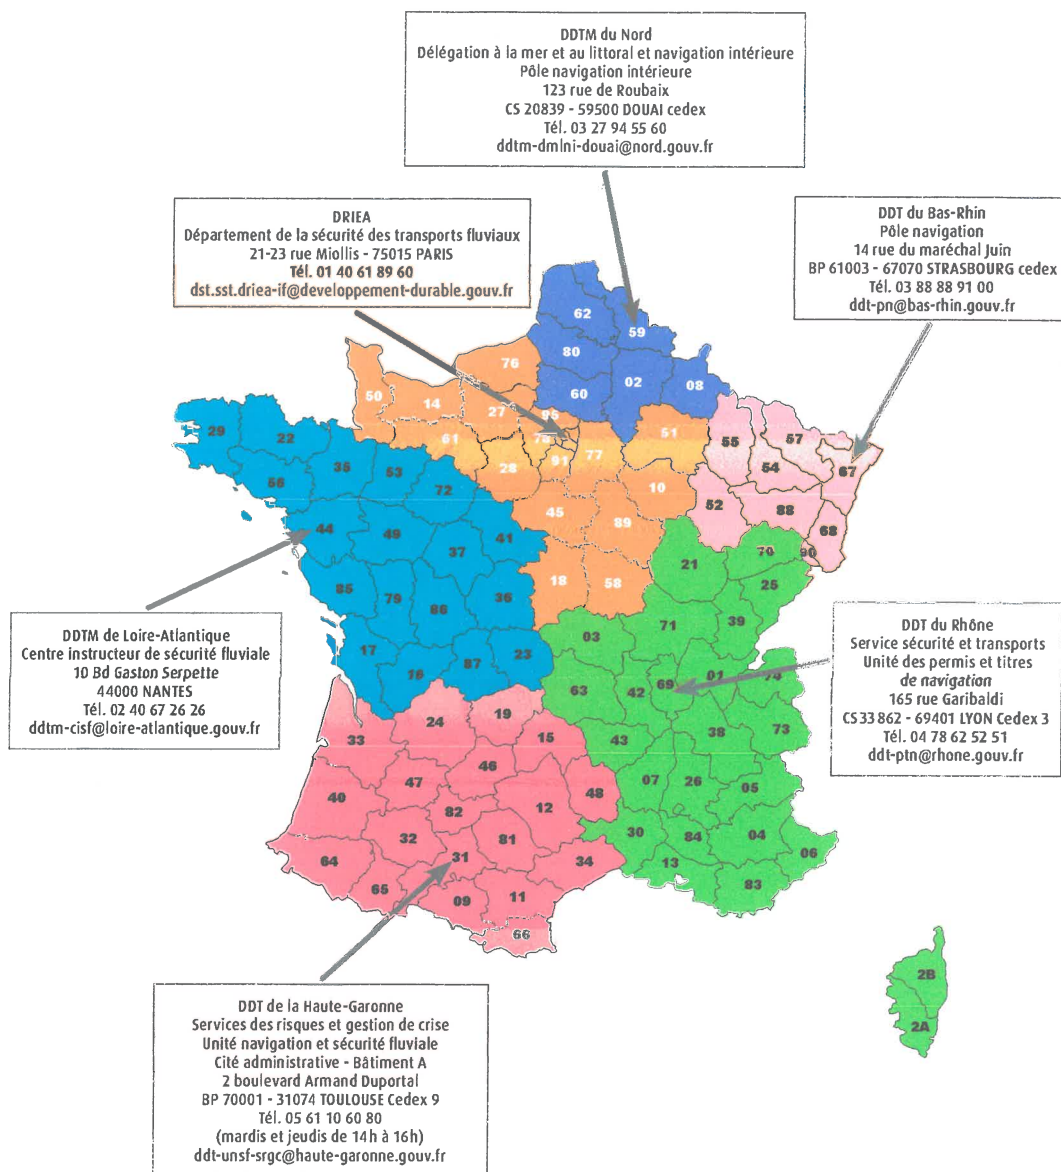 DDTM du Nord
Délégation à la mer et au littoral et navigation intérieure
Pôle navigation intérieure
123 rue de Roubaix
CS 20839 - 59500 DOUAI cedex
Tél. 03 27 94 55 60
ddtm-dmlni-douai@nord.gouv.fr
DRIEA
Département de la sécurité des transports fluviaux
21-23 rue Miollis - 75015 PARIS
Tél. 01 40 61 89 60
dst.sst.driea-if@developpement-durable.gouv.fr
DDT du Bas-Rhin
Pôle navigation
14 rue du maréchal Juin
BP 61003 - 67070 STRASBOURG cedex
Tél. 03 88 88 91 00
ddt-pn@bas-rhin.gouv.fr
62
59
80
76
02
08
60
50
14
27
95
51
29
22
61
78
77
55
57
28
91
54
67
35
53
56
72
10
52
88
45
44
49
41
89
68
37
21
70
90
18
58
25
85
79
86
36
71
39
03
17
87
23
01
74
16
63
42
69
24
19
38
73
33
15
43
46
07
26
05
40
47
48
12
82
30
84
04
32
81
06
64
31
34
13
65
83
09
11
66
2B
2A
DDTM de Loire-Atlantique
Centre instructeur de sécurité fluviale
10 Bd Gaston Serpette
44000 NANTES
Tél. 02 40 67 26 26
ddtm-cisf@loire-atlantique.gouv.fr
DDT du Rhône
Service sécurité et transports
Unité des permis et titres
de navigation
165 rue Garibaldi
CS 33 862 - 69401 LYON Cedex 3
Tél. 04 78 62 52 51
ddt-ptn@rhone.gouv.fr
DDT de la Haute-Garonne
Services des risques et gestion de crise
Unité navigation et sécurité fluviale
Cité administrative - Bâtiment A
2 boulevard Armand Duportal
BP 70001 - 31074 TOULOUSE Cedex 9
Tél. 05 61 10 60 80
(mardis et jeudis de 14h à 16h)
ddt-unsf-srgc@haute-garonne.gouv.fr